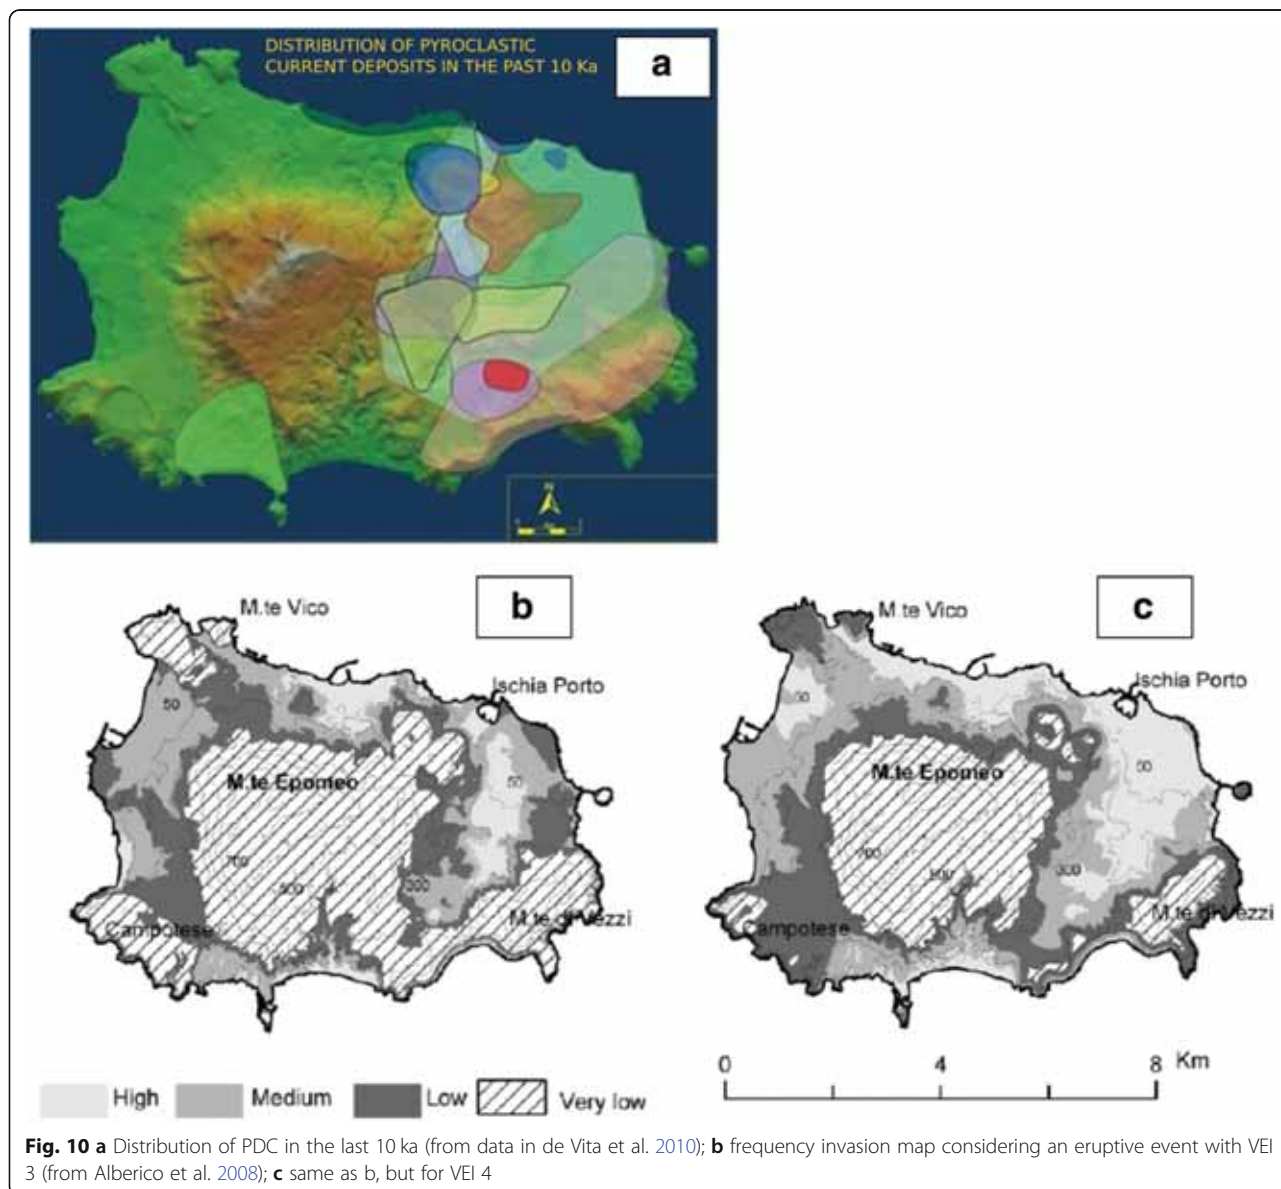 DISTRIBUTION OF PYROCLASTIC
CURRENT DEPOSITS IN THE PAST 10 Ka
a
b
M.te Vico
Ischia Porto
50
M.te Epomeo
50
700
500
300
M.te di Vezzi
Campotese
c
M.te Vico
Ischia Porto
50
M.te Epomeo
50
700
500
300
M.te di Vezzi
Campotese
0 4 8 Km
High Medium Low Very low
Fig. 10 a Distribution of PDC in the last 10 ka (from data in de Vita et al. 2010); b frequency invasion map considering an eruptive event with VEI
3 (from Alberico et al. 2008); c same as b, but for VEI 4